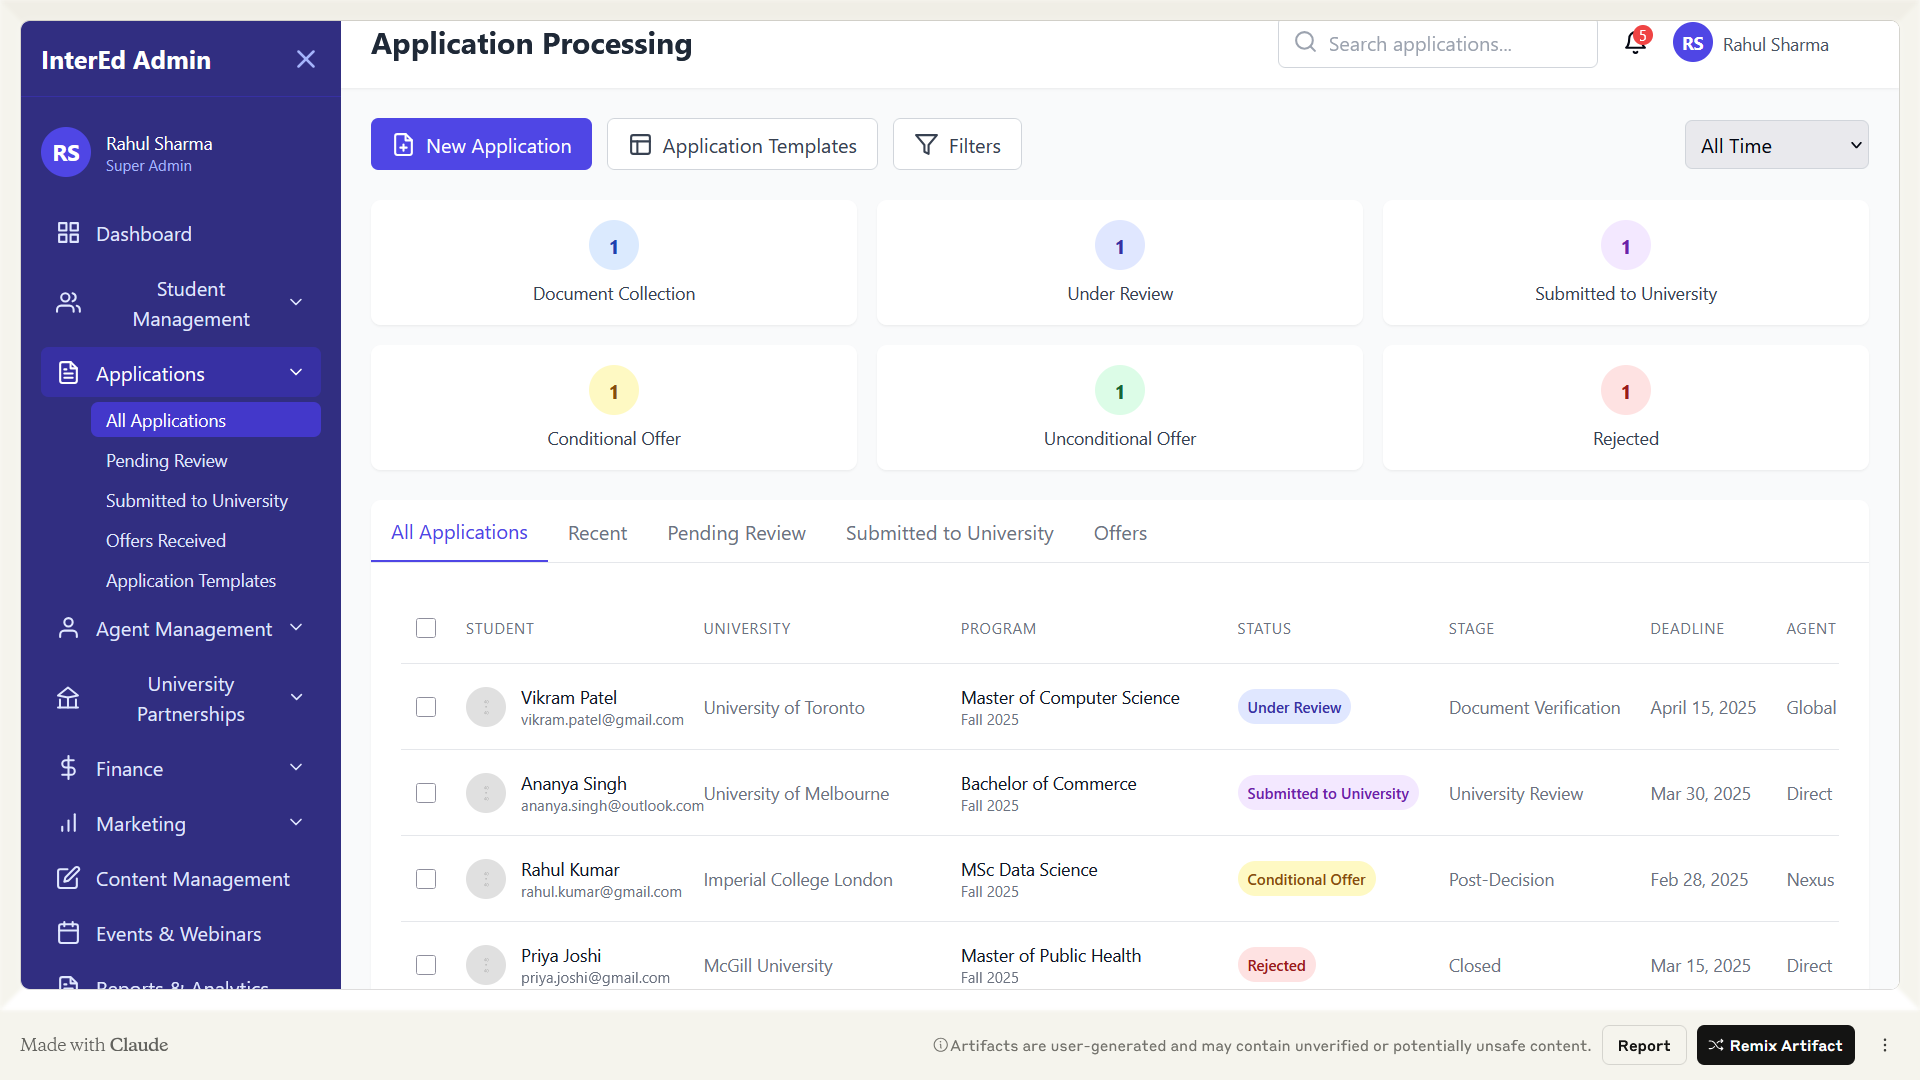 InterEd Admin
RS
Rahul Sharma
Super Admin
Dashboard
Student
Management
Applications
All Applications
Pending Review
Submitted to University
Offers Received
Application Templates
Agent Management
University
Partnerships
Finance
Marketing
Content Management
Events & Webinars
Reports & Analytics
Application Processing
Search applications...
5
RS
Rahul Sharma
New Application
Application Templates
Filters
All Time
1
Document Collection
1
Under Review
1
Submitted to University
1
Conditional Offer
1
Unconditional Offer
1
Rejected
All Applications Recent Pending Review Submitted to University Offers
STUDENT UNIVERSITY PROGRAM STATUS STAGE DEADLINE AGENT
Vikram Patel
vikram.patel@gmail.com
University of Toronto
Master of Computer Science
Fall 2025
Under Review
Document Verification
April 15, 2025
Global
Ananya Singh
ananya.singh@outlook.com
University of Melbourne
Bachelor of Commerce
Fall 2025
Submitted to University
University Review
Mar 30, 2025
Direct
Rahul Kumar
rahul.kumar@gmail.com
Imperial College London
MSc Data Science
Fall 2025
Conditional Offer
Post-Decision
Feb 28, 2025
Nexus
Priya Joshi
priya.joshi@gmail.com
McGill University
Master of Public Health
Fall 2025
Rejected
Closed
Mar 15, 2025
Direct
Made with Claude
Artifacts are user-generated and may contain unverified or potentially unsafe content.
Report
Remix Artifact